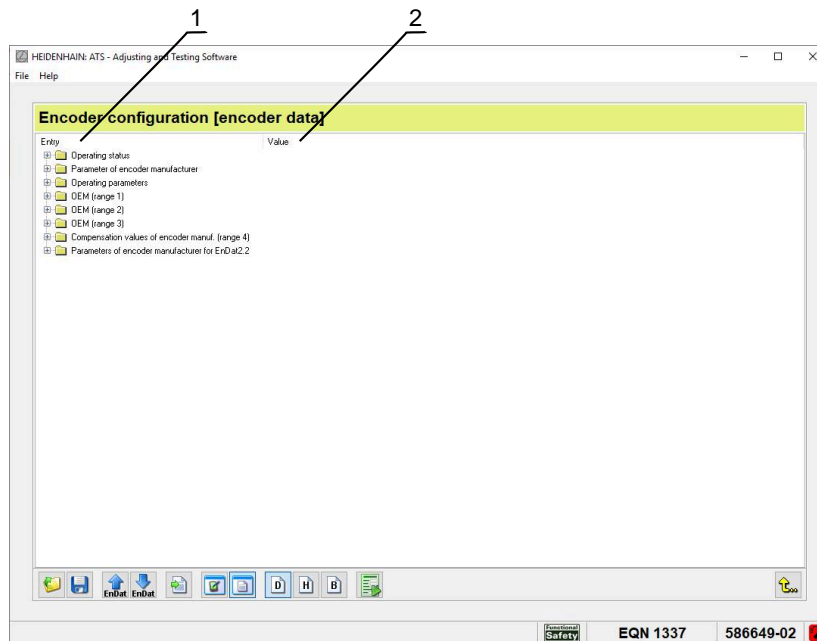 1 2
HEIDENHAIN: ATS - Adjusting and Testing Software
File Help
Encoder configuration [encoder data]
Entry Value
Operating status
Parameter of encoder manufacturer
Operating parameters
OEM (range 1)
OEM (range 2)
OEM (range 3)
Compensation values of encoder manuf. (range 4)
Parameters of encoder manufacturer for EnDat2.2
EnDat EnDat D H B
Functional
Safety EQN 1337 586649-02